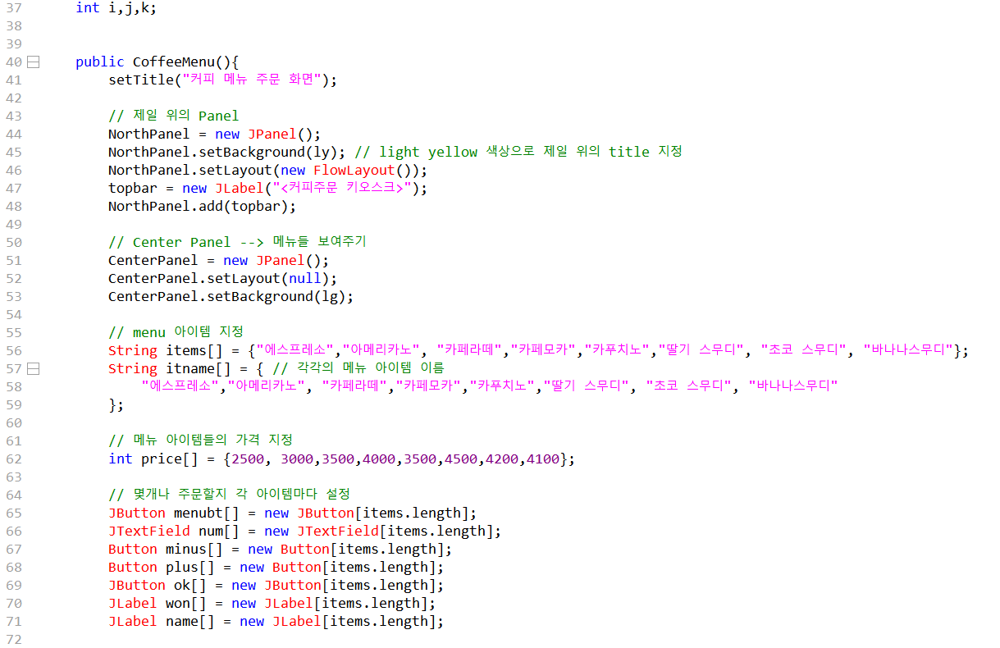 37 int i,j,k;
38
39
40 public CoffeeMenu(){
41 setTitle("커피 메뉴 주문 화면");
42
43 // 제일 위의 Panel
44 NorthPanel = new JPanel();
45 NorthPanel.setBackground(ly); // light yellow 색상으로 제일 위의 title 지정
46 NorthPanel.setLayout(new FlowLayout());
47 topbar = new JLabel("<커피주문 키오스크>");
48 NorthPanel.add(topbar);
49
50 // Center Panel --> 메뉴들 보여주기
51 CenterPanel = new JPanel();
52 CenterPanel.setLayout(null);
53 CenterPanel.setBackground(lg);
54
55 // menu 아이템 지정
56 String items[] = {"에스프레소","아메리카노", "카페라떼","카페모카","카푸치노","딸기 스무디", "초코 스무디", "바나나스무디"};
57 String itname[] = { // 각각의 메뉴 아이템 이름
58 "에스프레소","아메리카노", "카페라떼","카페모카","카푸치노","딸기 스무디", "초코 스무디", "바나나스무디"
59 };
60
61 // 메뉴 아이템들의 가격 지정
62 int price[] = {2500, 3000,3500,4000,3500,4500,4200,4100};
63
64 // 몇개나 주문할지 각 아이템마다 설정
65 JButton menubt[] = new JButton[items.length];
66 JTextField num[] = new JTextField[items.length];
67 Button minus[] = new Button[items.length];
68 Button plus[] = new Button[items.length];
69 JButton ok[] = new JButton[items.length];
70 JLabel won[] = new JLabel[items.length];
71 JLabel name[] = new JLabel[items.length];
72